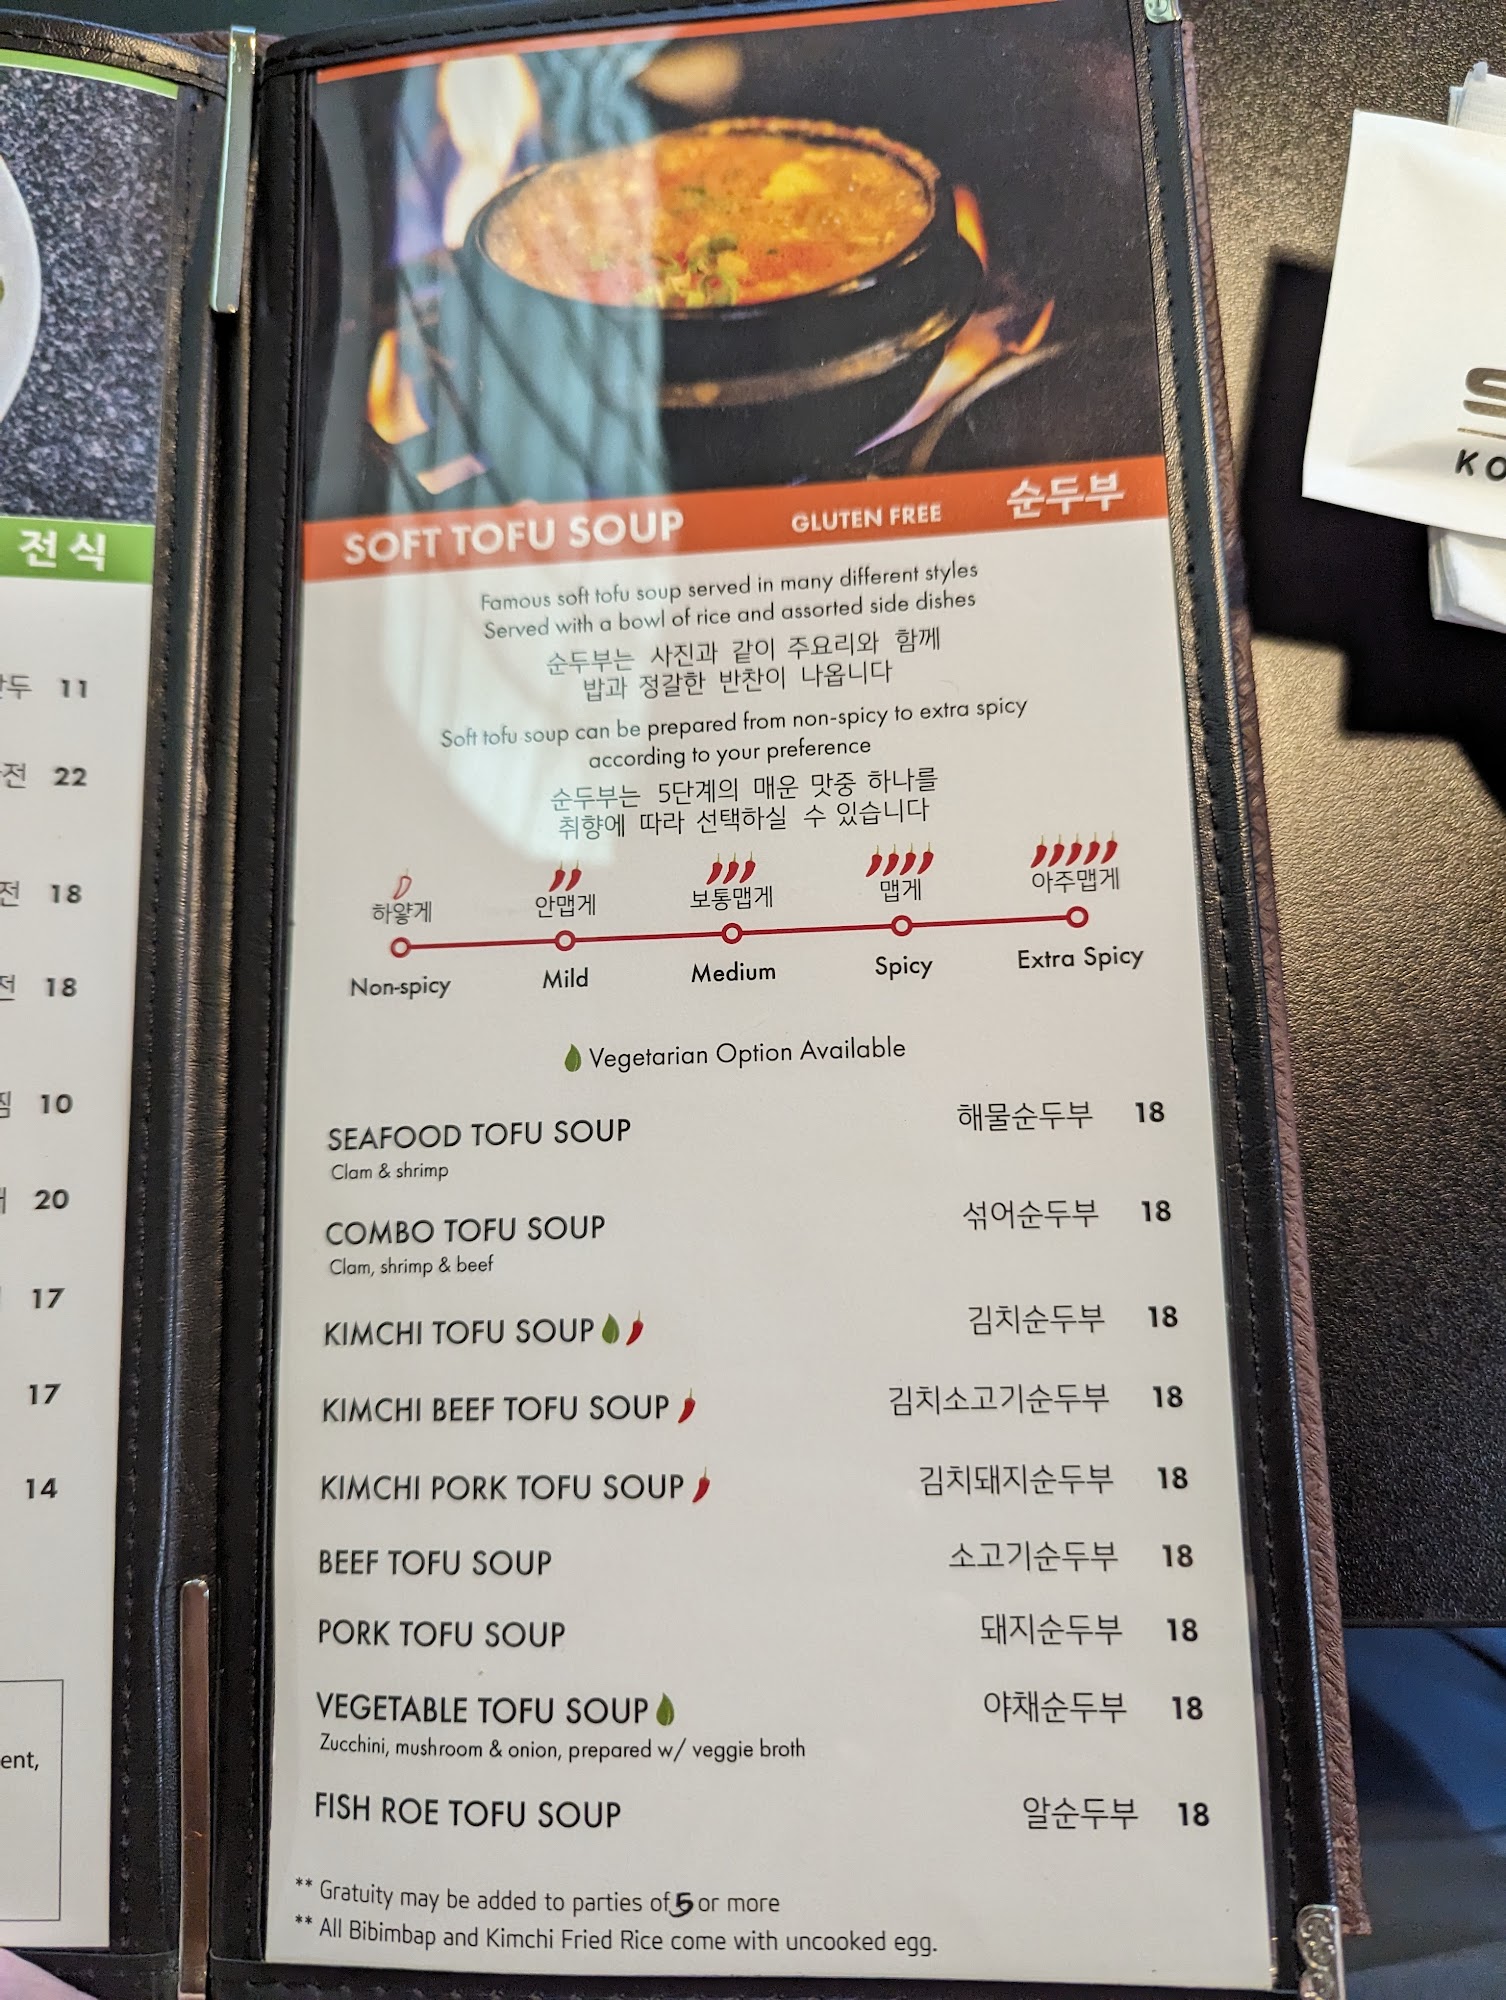 전 식
11
전 22
전 18
18
10
20
17
17
14
ent,
SOFT TOFU SOUP GLUTEN FREE 순두부
Famous soft tofu soup served in many different styles
Served with a bowl of rice and assorted side dishes
순두부는 사진과 같이 주요리와 함께
밥과 정갈한 반찬이 나옵니다
Soft tofu soup can be prepared from non-spicy to extra spicy
according to your preference
순두부는 5단계의 매운 맛중 하나를
취향에 따라 선택하실 수 있습니다
하얗게 안맵게 보통맵게 맵게 아주맵게
Non-spicy Mild Medium Spicy Extra Spicy
Vegetarian Option Available
SEAFOOD TOFU SOUP 해물순두부 18
Clam & shrimp
COMBO TOFU SOUP 섞어순두부 18
Clam, shrimp & beef
KIMCHI TOFU SOUP 김치순두부 18
KIMCHI BEEF TOFU SOUP 김치소고기순두부 18
KIMCHI PORK TOFU SOUP 김치돼지순두부 18
BEEF TOFU SOUP 소고기순두부 18
PORK TOFU SOUP 돼지순두부 18
VEGETABLE TOFU SOUP 야채순두부 18
Zucchini, mushroom & onion, prepared w/ veggie broth
FISH ROE TOFU SOUP 알순두부 18
** Gratuity may be added to parties of 5 or more
** All Bibimbap and Kimchi Fried Rice come with uncooked egg.
KO